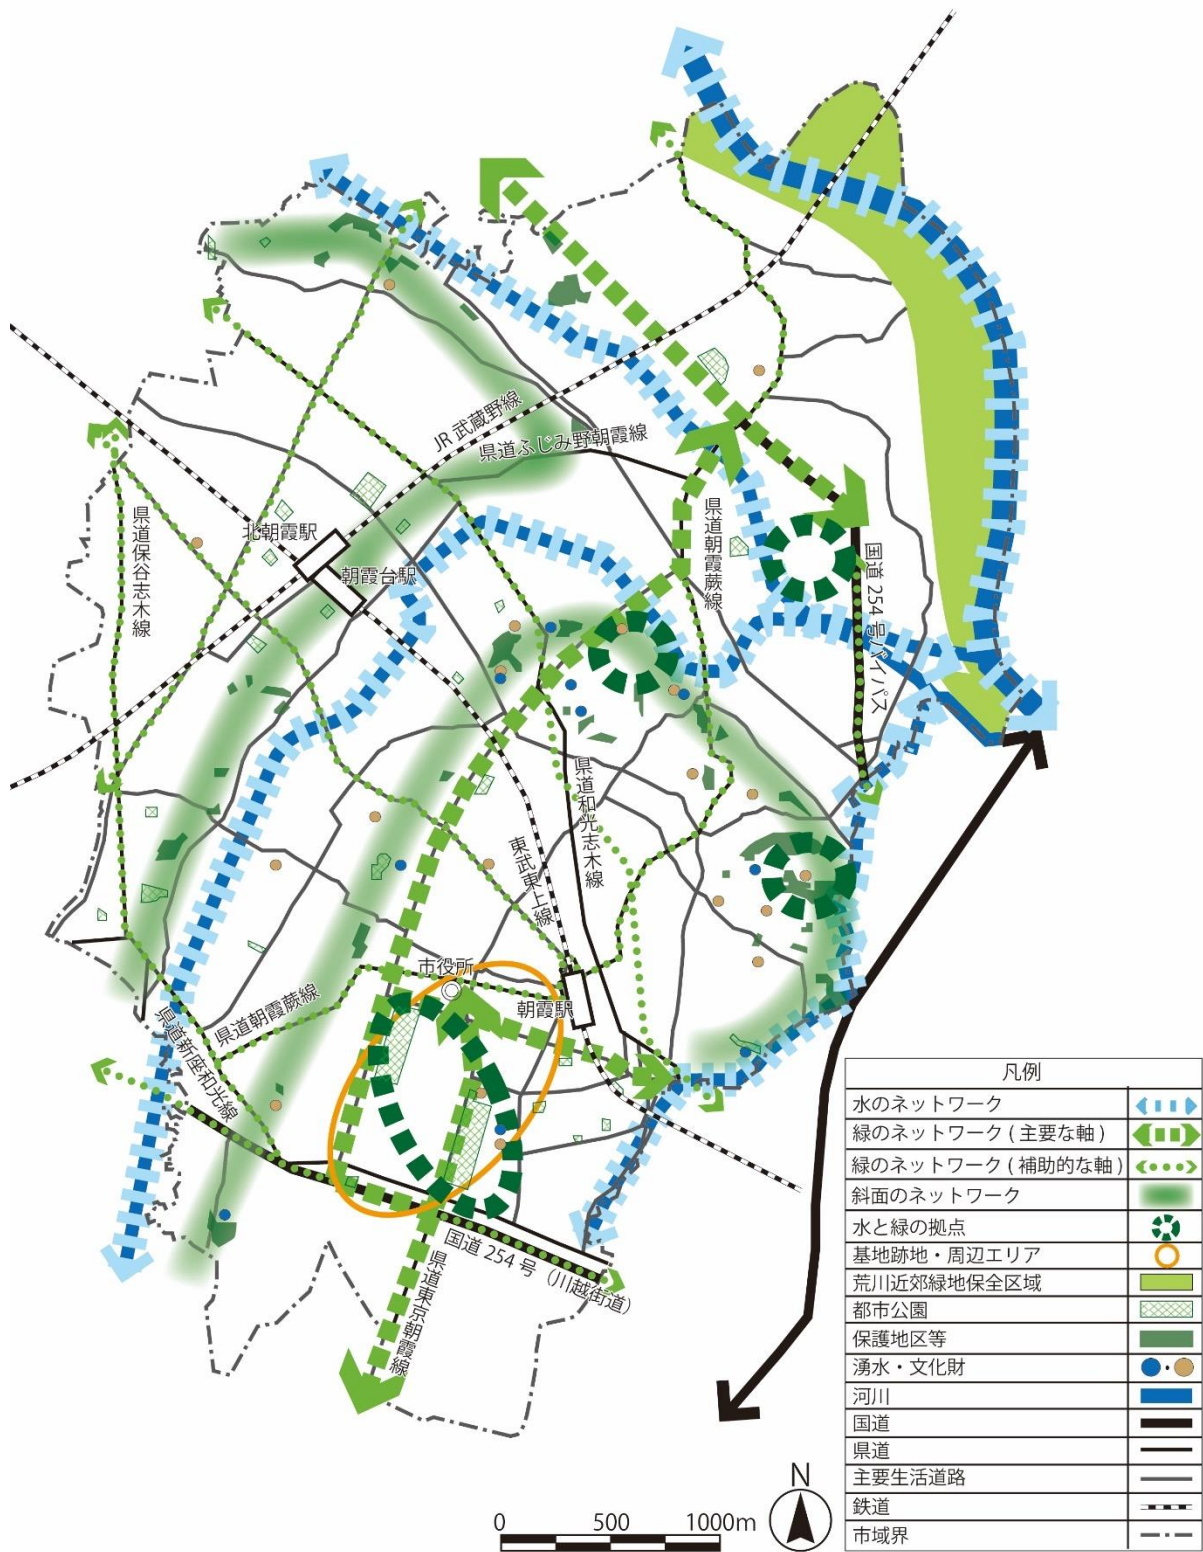 JR 武蔵野線
県道ふじみ野朝霞線
北朝霞駅
朝霞台駅
県道保谷志木線
県道朝霞蕨線
国道 254 号バイパス
県道和光志木線
東武東上線
市役所
朝霞駅
県道朝霞蕨線
県道新座和光線
国道 254 号（川越街道）
県道東京朝霞線
凡例
水のネットワーク
緑のネットワーク ( 主要な軸 )
緑のネットワーク ( 補助的な軸 )
斜面のネットワーク
水と緑の拠点
基地跡地・周辺エリア
荒川近郊緑地保全区域
都市公園
保護地区等
湧水・文化財
・
河川
国道
県道
主要生活道路
鉄道
市域界
N
0 500 1000m